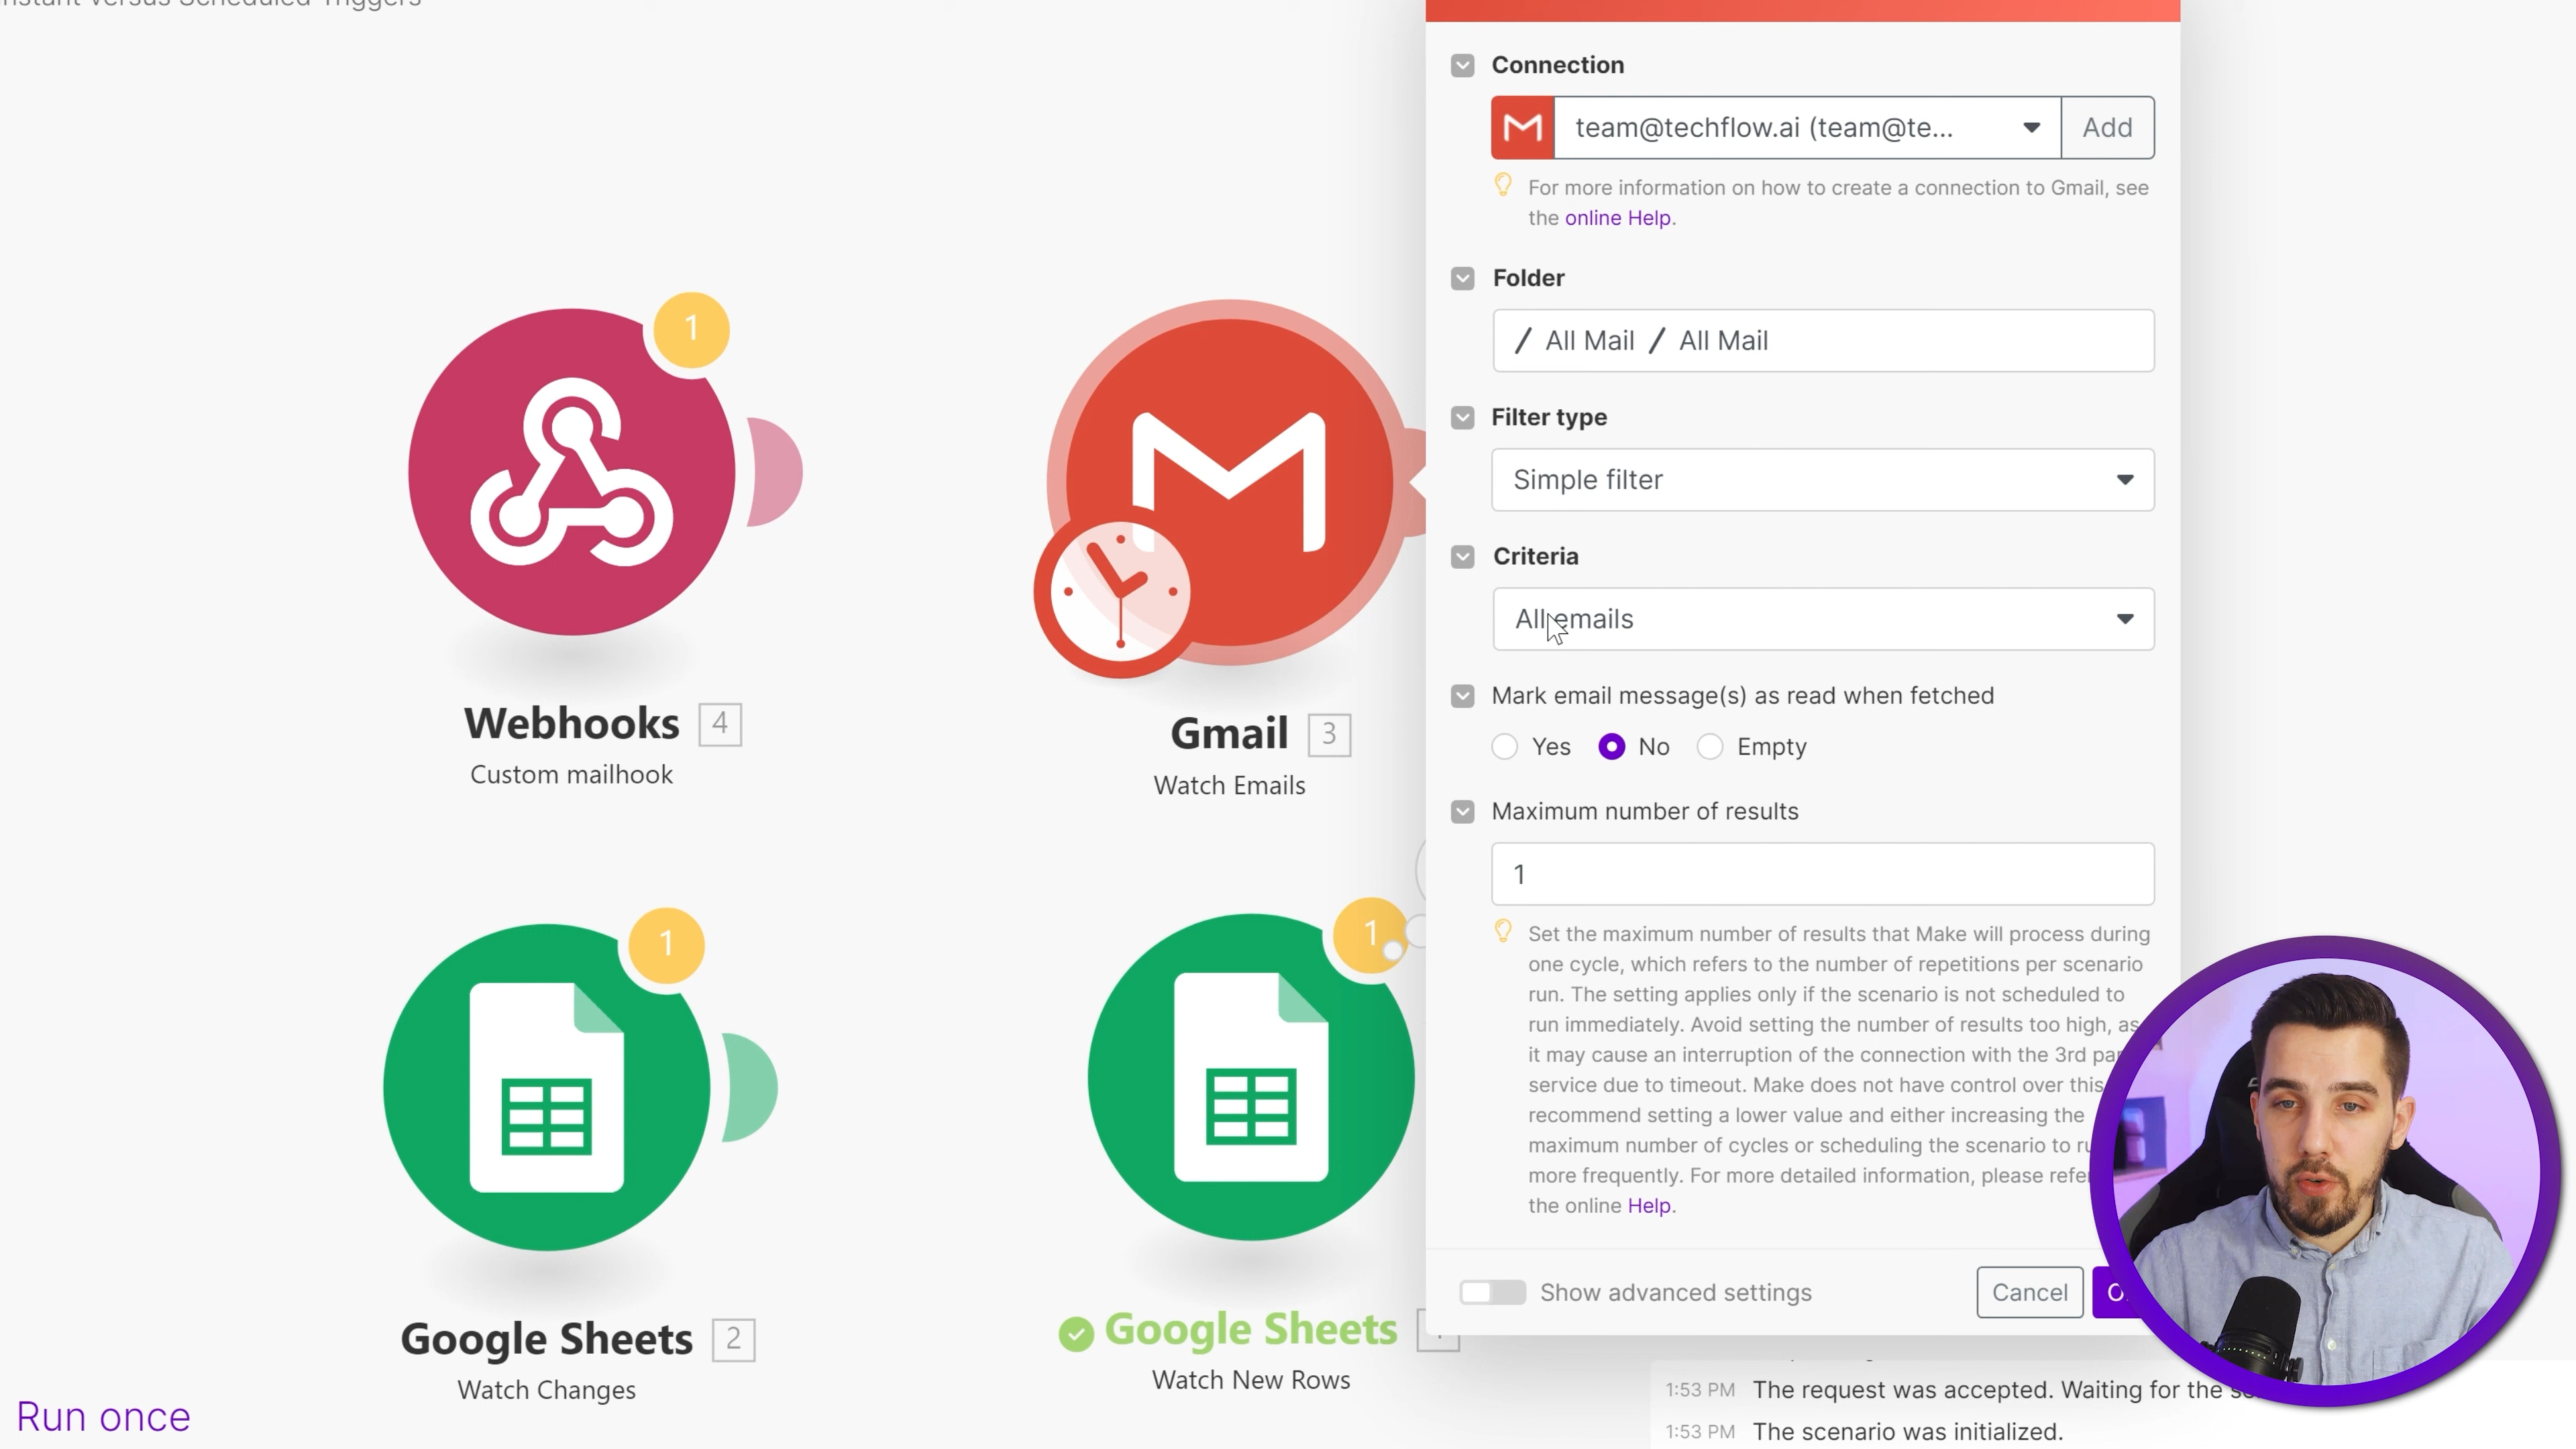 Instant versus Scheduled Triggers
1
Webhooks 4
Custom mailhook
Gmail 3
Watch Emails
1
Google Sheets 2
Watch Changes
1
Google Sheets
Watch New Rows
Run once
Connection
team@techflow.ai (team@te...
Add
For more information on how to create a connection to Gmail, see
the online Help.
Folder
/ All Mail / All Mail
Filter type
Simple filter
Criteria
All emails
Mark email message(s) as read when fetched
Yes No Empty
Maximum number of results
1
Set the maximum number of results that Make will process during
one cycle, which refers to the number of repetitions per scenario
run. The setting applies only if the scenario is not scheduled to
run immediately. Avoid setting the number of results too high, as
it may cause an interruption of the connection with the 3rd
service due to timeout. Make does not have control over this
recommend setting a lower value and either increasing the
maximum number of cycles or scheduling the scenario to
more frequently. For more detailed information, please
the online Help.
Show advanced settings
Cancel
1:53 PM The request was accepted. Waiting for the
1:53 PM The scenario was initialized.